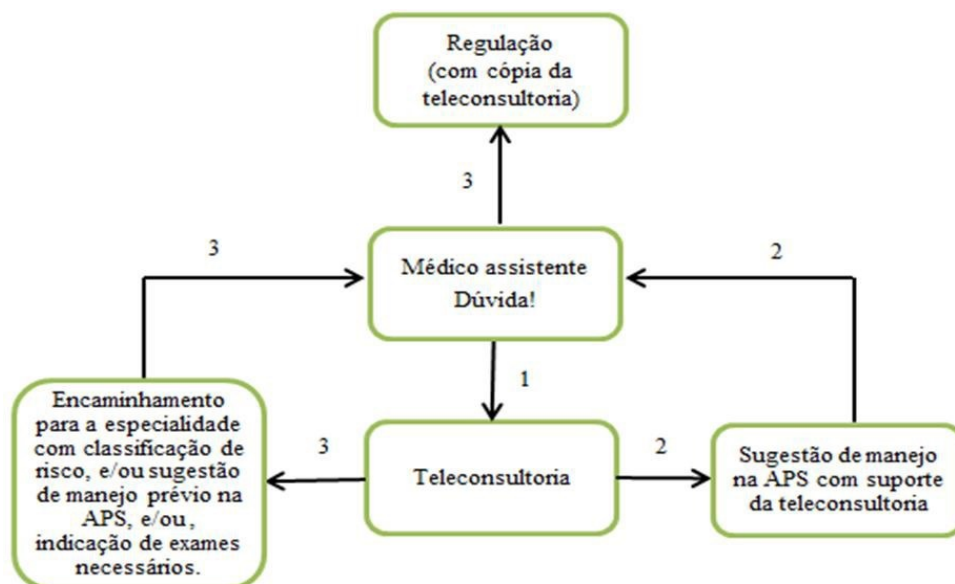 Regulação
(com cópia da
teleconsultoria)
3
3
2
Médico assistente
Dúvida!
1
Encaminhamento
para a especialidade
com classificação de
risco, e/ou sugestão
de manejo prévio na
APS, e/ou,
indicação de exames
necessários.
3
Teleconsultoria
2
Sugestão de manejo
na APS com suporte
da teleconsultoria